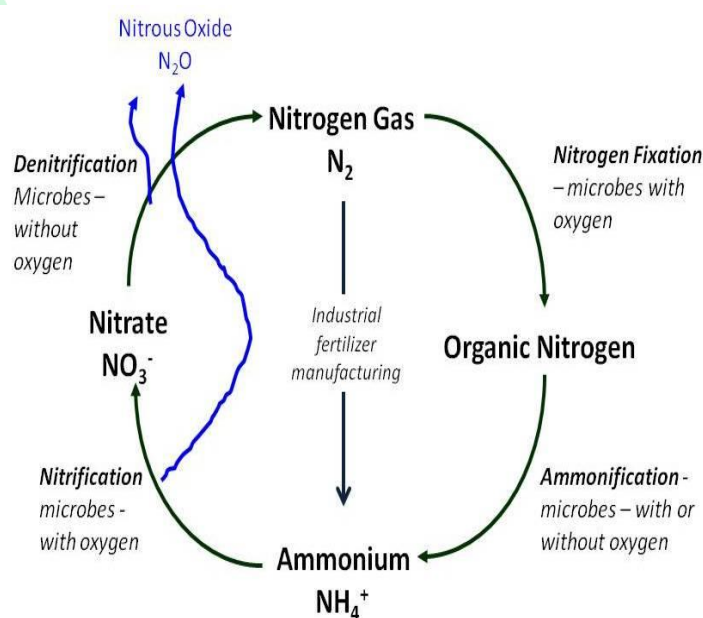 Nitrous Oxide
N₂O
Nitrogen Gas
N₂
Denitrification
Microbes –
without
oxygen
Nitrogen Fixation
– microbes with
oxygen
Nitrate
NO₃⁻
Industrial
fertilizer
manufacturing
Organic Nitrogen
Nitrification
microbes -
with oxygen
Ammonification -
microbes – with or
without oxygen
Ammonium
NH₄⁺